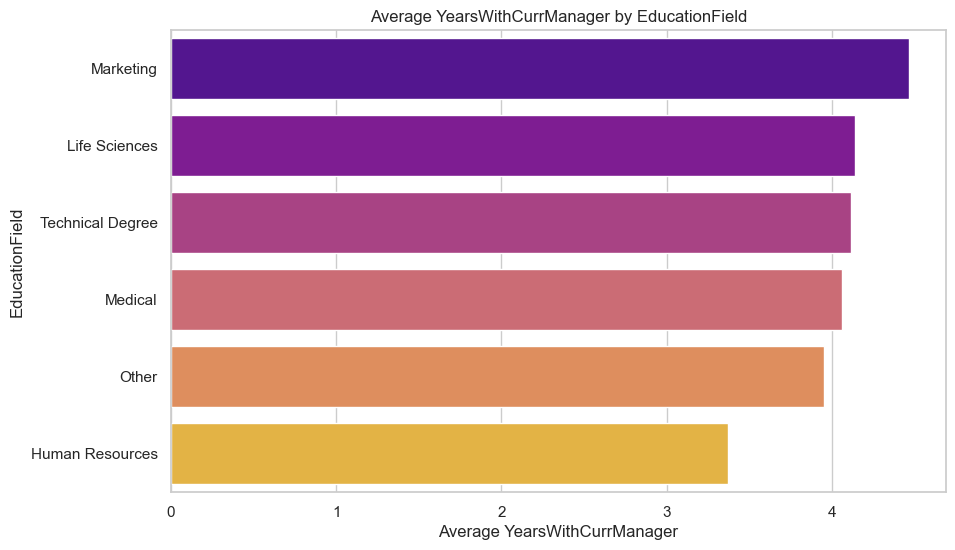 Average YearsWithCurrManager by EducationField
EducationField
Marketing
Life Sciences
Technical Degree
Medical
Other
Human Resources
0 1 2 3 4
Average YearsWithCurrManager